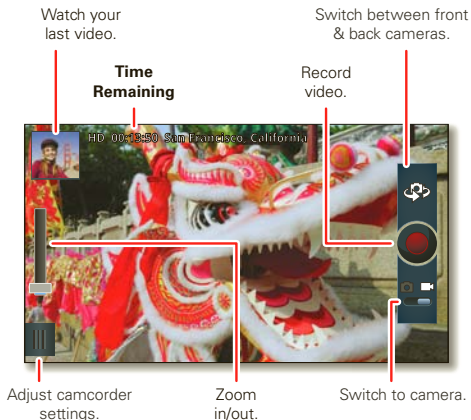 Watch your
last video.
Switch between front
& back cameras.
Time
Remaining
Record
video.
HD 00:13:50 San Francisco, California
Adjust camcorder
settings.
Zoom
in/out.
Switch to camera.